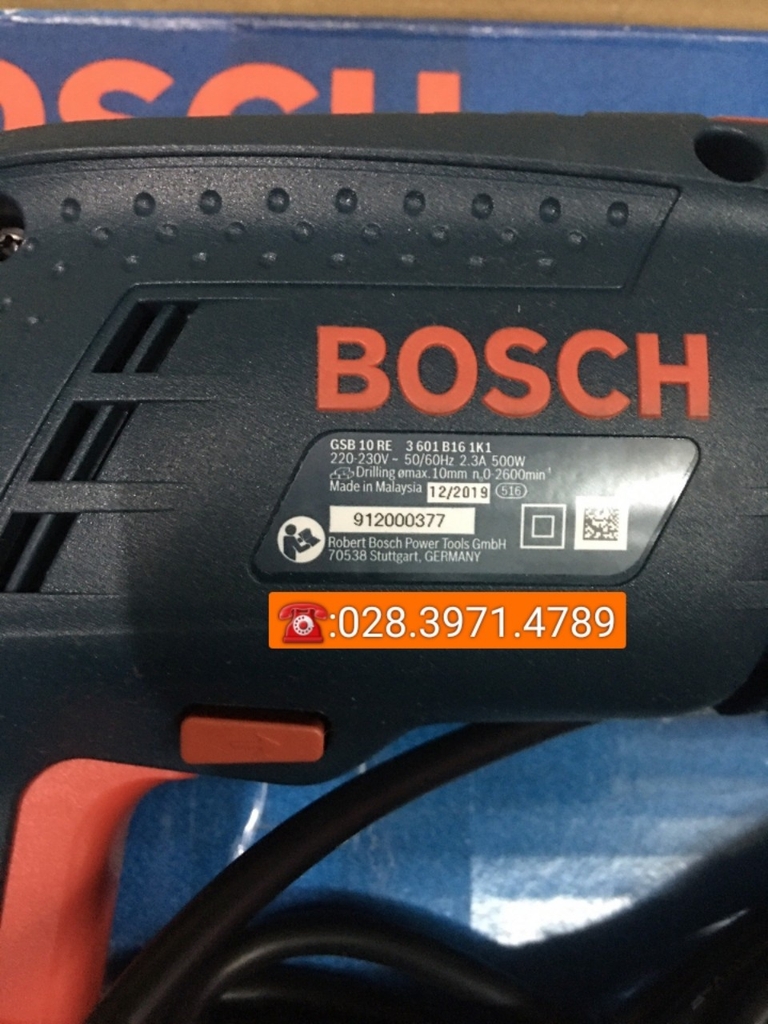 OSCH
BOSCH
GSB 10 RE 3 601 B16 1K1
220-230V ~ 50/60Hz 2.3A 500W
Drilling ømax.10mm n₀0-2600min⁻¹
Made in Malaysia 12/2019 516
912000377
Robert Bosch Power Tools GmbH
70538 Stuttgart, GERMANY
☎:028.3971.4789